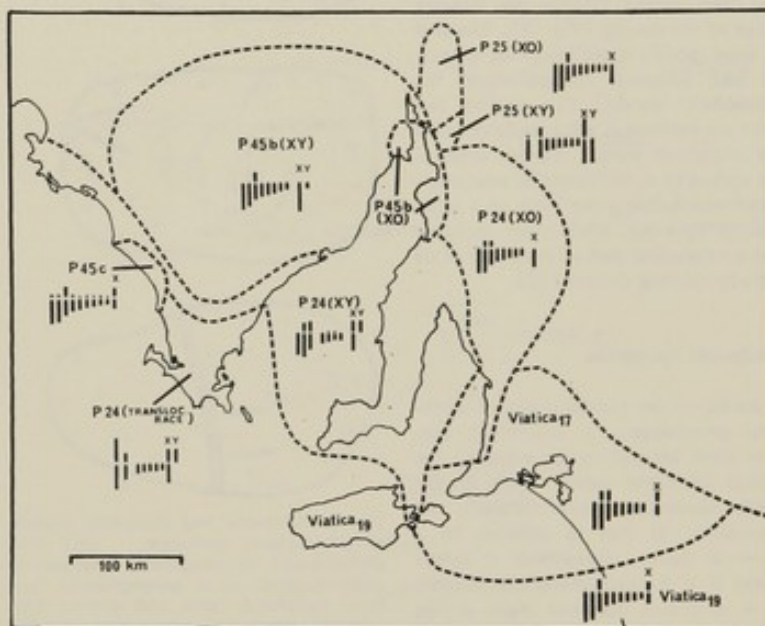 P25 (XO)
X
P25 (XY)
XY
P45b (XY)
XY
P45b
(XO)
P24 (XO)
X
P45c
X
P24 (XY)
XY
P24 (TRANSLOC
RACE)
XY
Viatica17
X
Viatica19
100 km
X
Viatica19